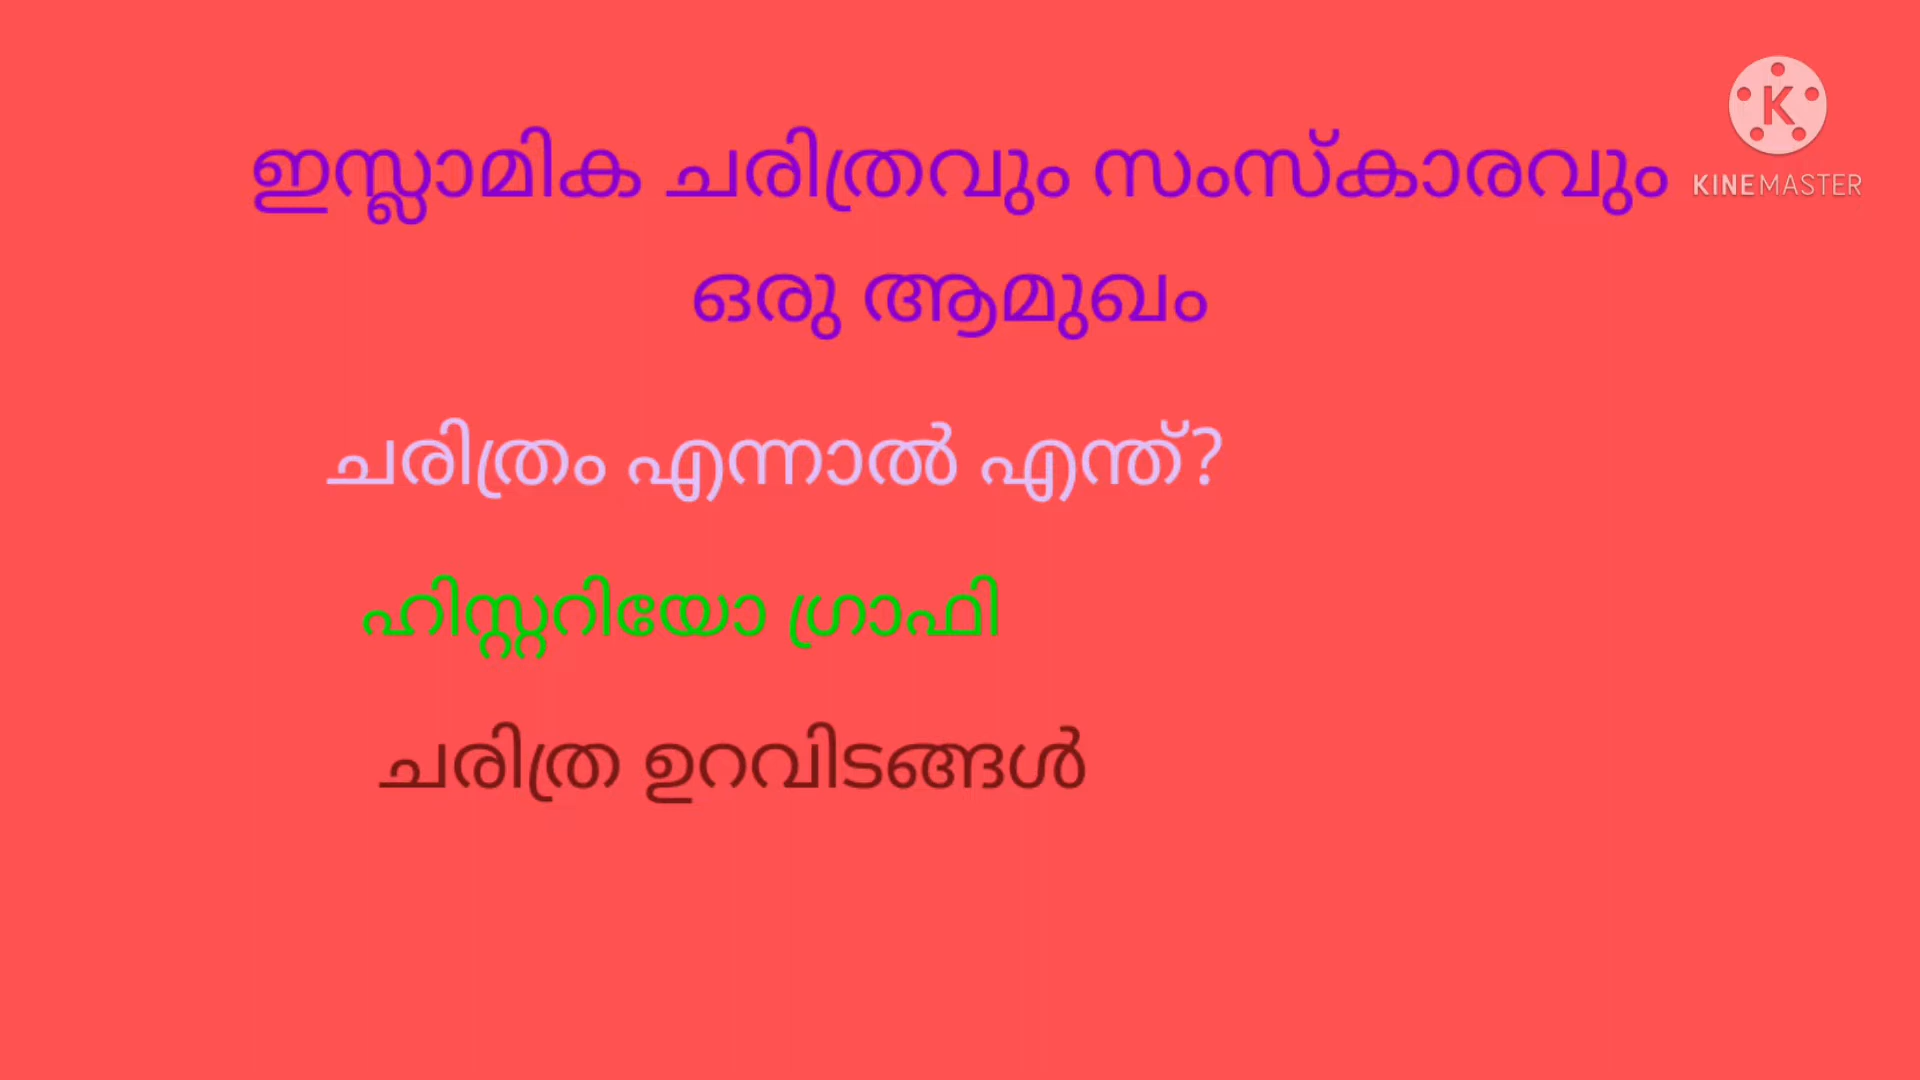 ഇസ്ലാമിക ചരിത്രവും സംസ്കാരവും
ഒരു ആമുഖം
ചരിത്രം എന്നാൽ എന്ത്?
ഹിസ്റ്ററിയോ ഗ്രാഫി
ചരിത്ര ഉറവിടങ്ങൾ
K
KINEMASTER